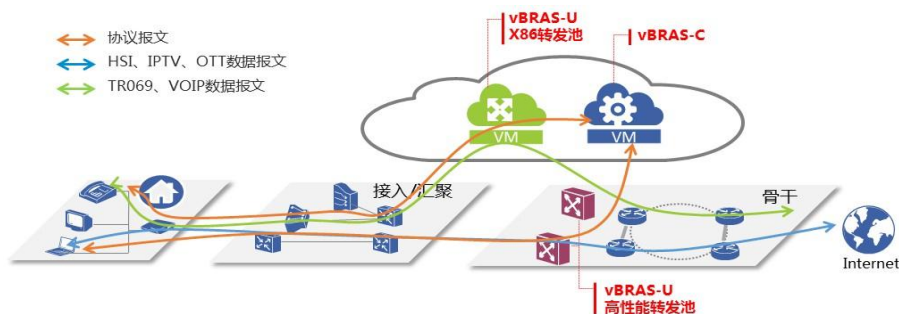 vBRAS-U
X86转发池
vBRAS-C
协议报文
HSI、IPTV、OTT数据报文
TR069、VOIP数据报文
VM
VM
接入/汇聚
骨干
Internet
vBRAS-U
高性能转发池